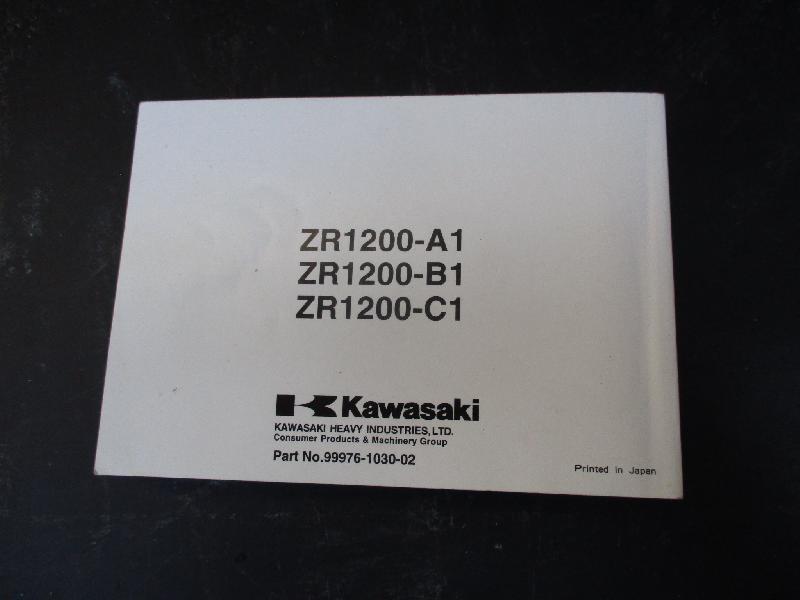 ZR1200-A1
ZR1200-B1
ZR1200-C1
Kawasaki
KAWASAKI HEAVY INDUSTRIES, LTD.
Consumer Products & Machinery Group
Part No.99976-1030-02
Printed in Japan